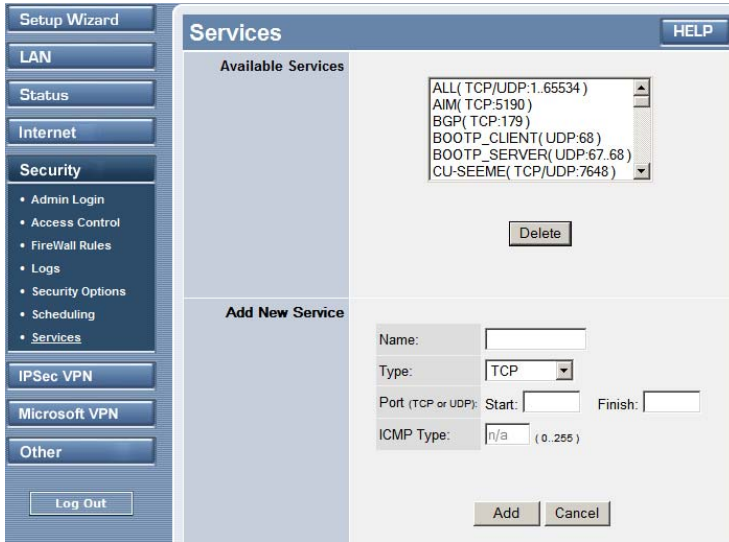 Setup Wizard
LAN
Status
Internet
Security
• Admin Login
• Access Control
• FireWall Rules
• Logs
• Security Options
• Scheduling
• Services
IPSec VPN
Microsoft VPN
Other
Log Out
Services
HELP
Available Services
ALL( TCP/UDP:1..65534 )
AIM( TCP:5190 )
BGP( TCP:179 )
BOOTP_CLIENT( UDP:68 )
BOOTP_SERVER( UDP:67..68 )
CU-SEEME( TCP/UDP:7648 )
Delete
Add New Service
Name:
Type: TCP
Port (TCP or UDP): Start: Finish:
ICMP Type: n/a ( 0..255 )
Add Cancel